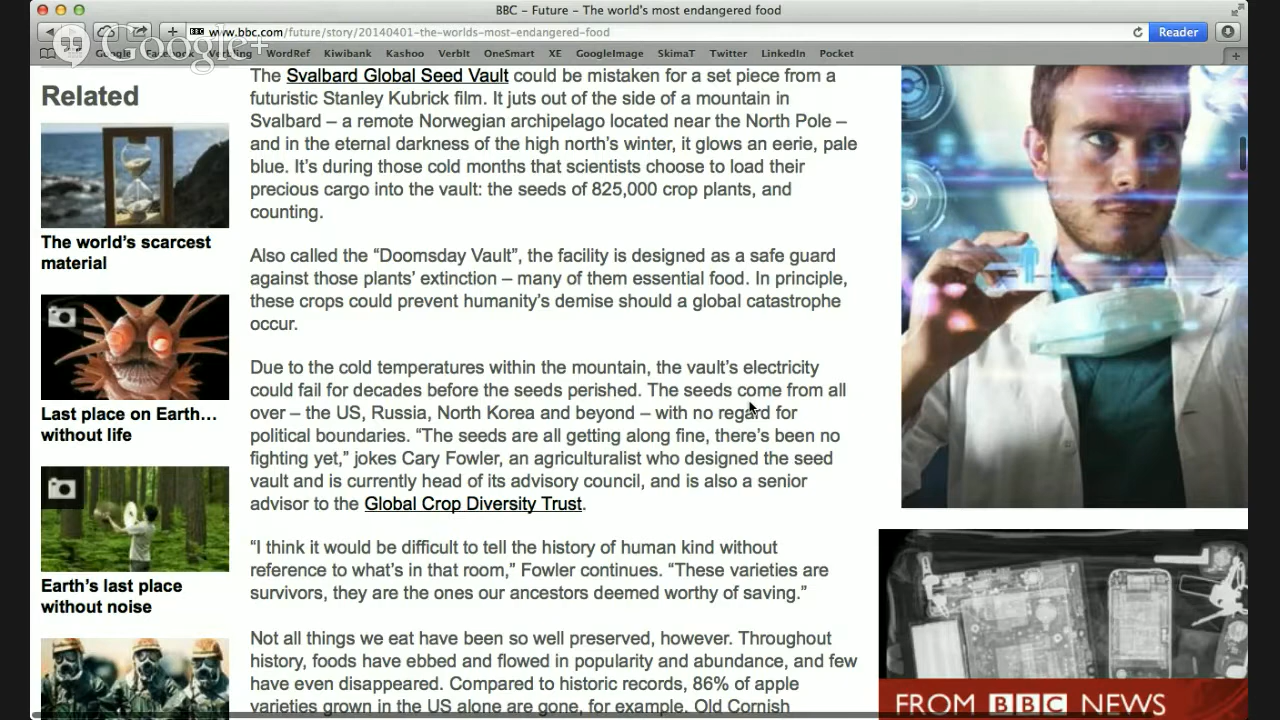 BBC – Future – The world's most endangered food
Google+
BBC www.bbc.com/future/story/20140401-the-worlds-most-endangered-food
Reader
WordRef Kiwibank Kashoo Verblt OneSmart XE GoogleImage SkimaT Twitter LinkedIn Pocket
Related
The world's scarcest
material
Last place on Earth…
without life
Earth's last place
without noise
The Svalbard Global Seed Vault could be mistaken for a set piece from a
futuristic Stanley Kubrick film. It juts out of the side of a mountain in
Svalbard – a remote Norwegian archipelago located near the North Pole –
and in the eternal darkness of the high north's winter, it glows an eerie, pale
blue. It's during those cold months that scientists choose to load their
precious cargo into the vault: the seeds of 825,000 crop plants, and
counting.
Also called the “Doomsday Vault”, the facility is designed as a safe guard
against those plants' extinction – many of them essential food. In principle,
these crops could prevent humanity's demise should a global catastrophe
occur.
Due to the cold temperatures within the mountain, the vault's electricity
could fail for decades before the seeds perished. The seeds come from all
over – the US, Russia, North Korea and beyond – with no regard for
political boundaries. “The seeds are all getting along fine, there's been no
fighting yet,” jokes Cary Fowler, an agriculturalist who designed the seed
vault and is currently head of its advisory council, and is also a senior
advisor to the Global Crop Diversity Trust.
“I think it would be difficult to tell the history of human kind without
reference to what's in that room,” Fowler continues. “These varieties are
survivors, they are the ones our ancestors deemed worthy of saving.”
Not all things we eat have been so well preserved, however. Throughout
history, foods have ebbed and flowed in popularity and abundance, and few
have even disappeared. Compared to historic records, 86% of apple
varieties grown in the US alone are gone, for example. Old Cornish
FROM BBC NEWS